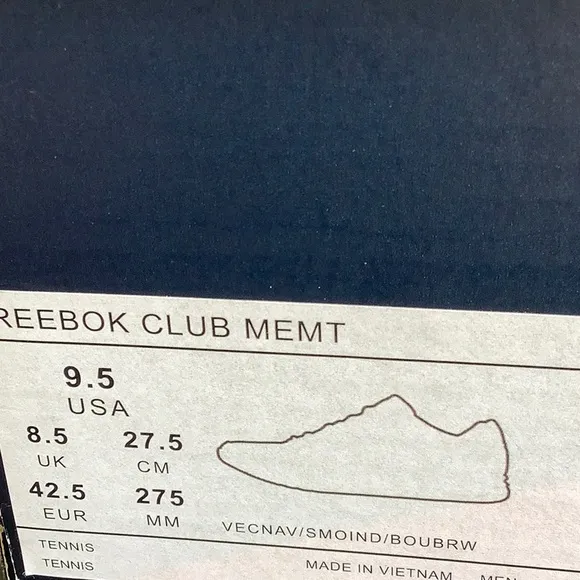 REEBOK CLUB MEMT
9.5
USA
8.5 27.5
UK CM
42.5 275
EUR MM
VECNAV/SMOIND/BOUBRW
TENNIS
TENNIS
MADE IN VIETNAM MEN